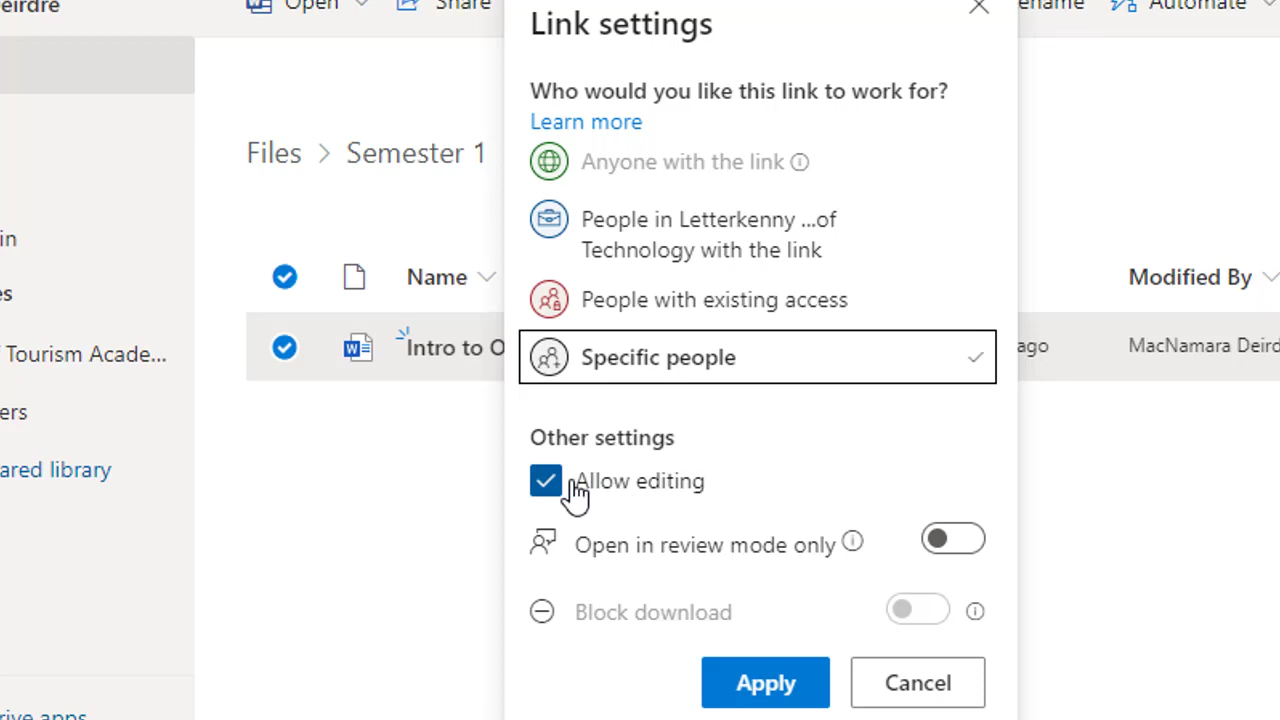 eirdre
Open
Share
ename
Automate
Link settings
Who would you like this link to work for?
Learn more
Files > Semester 1
Anyone with the link
People in Letterkenny ...of
Technology with the link
in
Name
Modified By
es
People with existing access
Intro to O
ago
MacNamara Deird
Tourism Acade...
Specific people
ers
Other settings
ared library
Allow editing
Open in review mode only
Block download
Apply
Cancel
rive apps